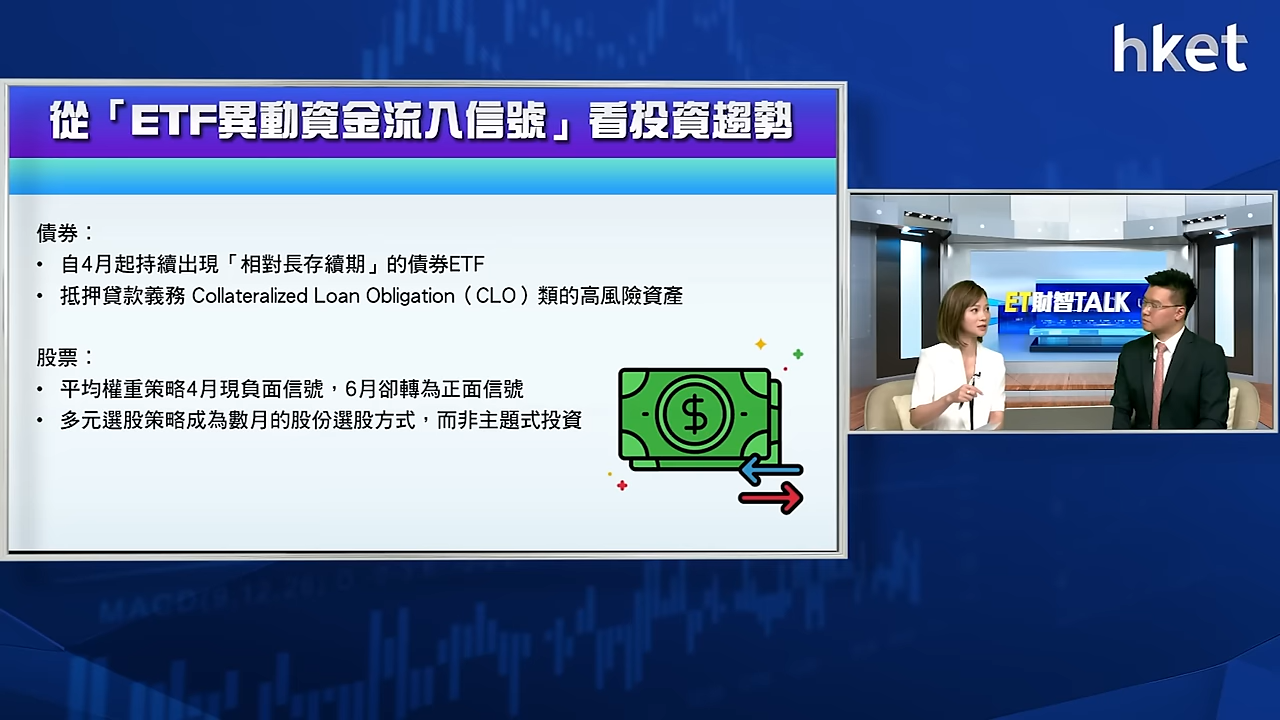 hket
從「ETF異動資金流入信號」看投資趨勢
債券：
• 自4月起持續出現「相對長存續期」的債券ETF
• 抵押貸款義務 Collateralized Loan Obligation（CLO）類的高風險資產
股票：
• 平均權重策略4月現負面信號，6月卻轉為正面信號
• 多元選股策略成為數月的股份選股方式，而非主題式投資
ET財智TALK
$